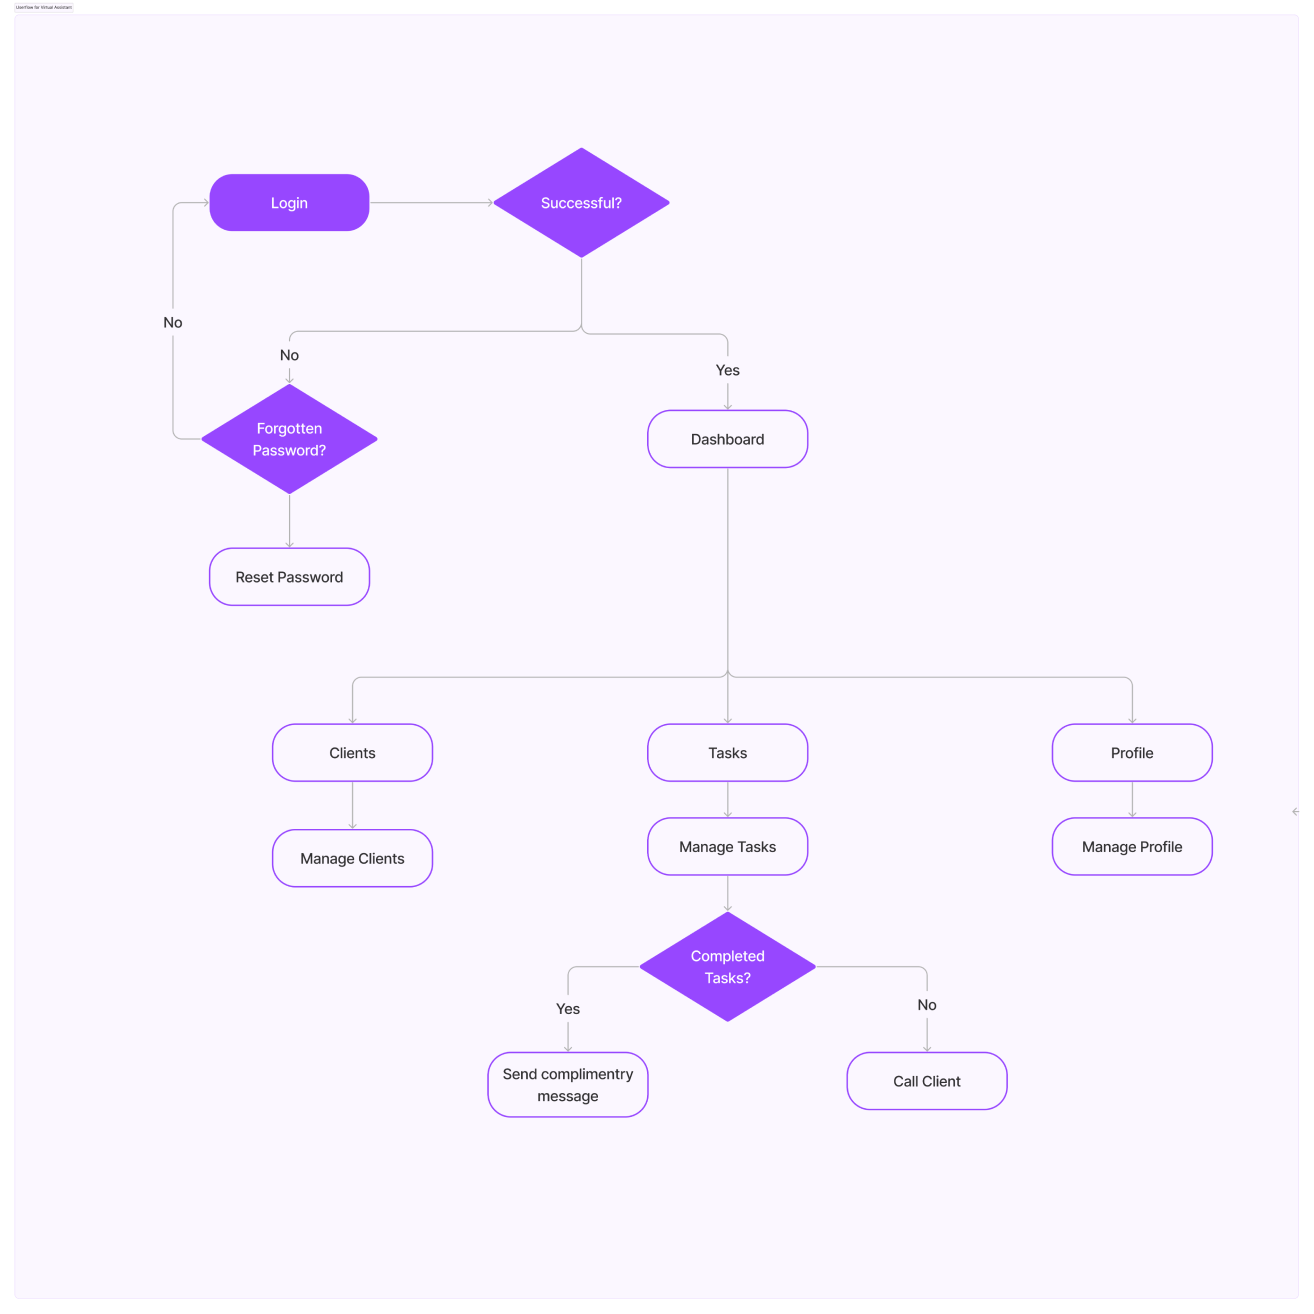 Userflow for Virtual Assistant
Login
Successful?
No
No
Yes
Forgotten
Password?
Dashboard
Reset Password
Clients
Tasks
Profile
Manage Clients
Manage Tasks
Manage Profile
Completed
Tasks?
Yes
No
Send complimentry
message
Call Client